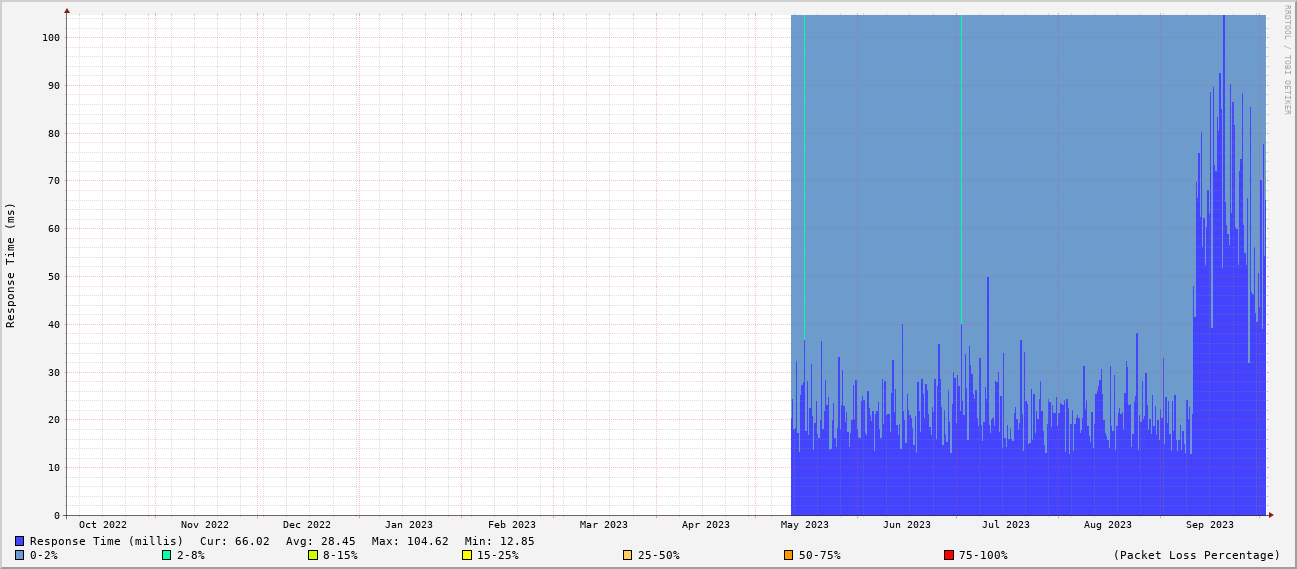 RRDTOOL / TOBI OETIKER
Response Time (ms)
100
90
80
70
60
50
40
30
20
10
0
Oct 2022 Nov 2022 Dec 2022 Jan 2023 Feb 2023 Mar 2023 Apr 2023 May 2023 Jun 2023 Jul 2023 Aug 2023 Sep 2023
Response Time (millis) Cur: 66.02 Avg: 28.45 Max: 104.62 Min: 12.85
0-2% 2-8% 8-15% 15-25% 25-50% 50-75% 75-100% (Packet Loss Percentage)